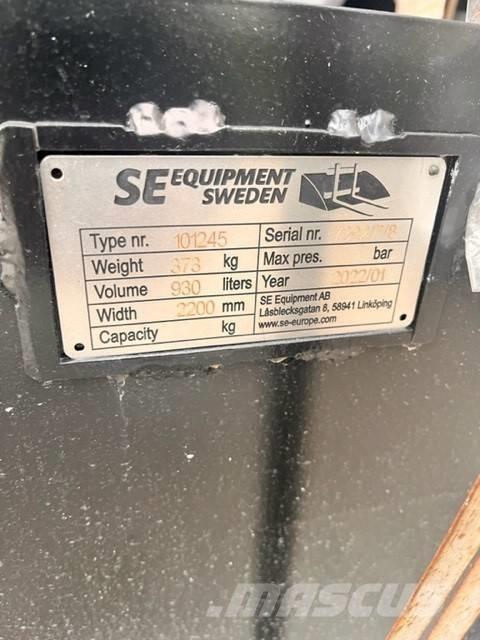 SE EQUIPMENT
SWEDEN
Type nr. 101245
Weight 373 kg
Volume 930 liters
Width 2200 mm
Capacity kg
Serial nr.
Max pres. bar
Year 2022/01
SE Equipment AB
Låsblecksgatan 8, 58941 Linköping
www.se-europe.com
MASCUS